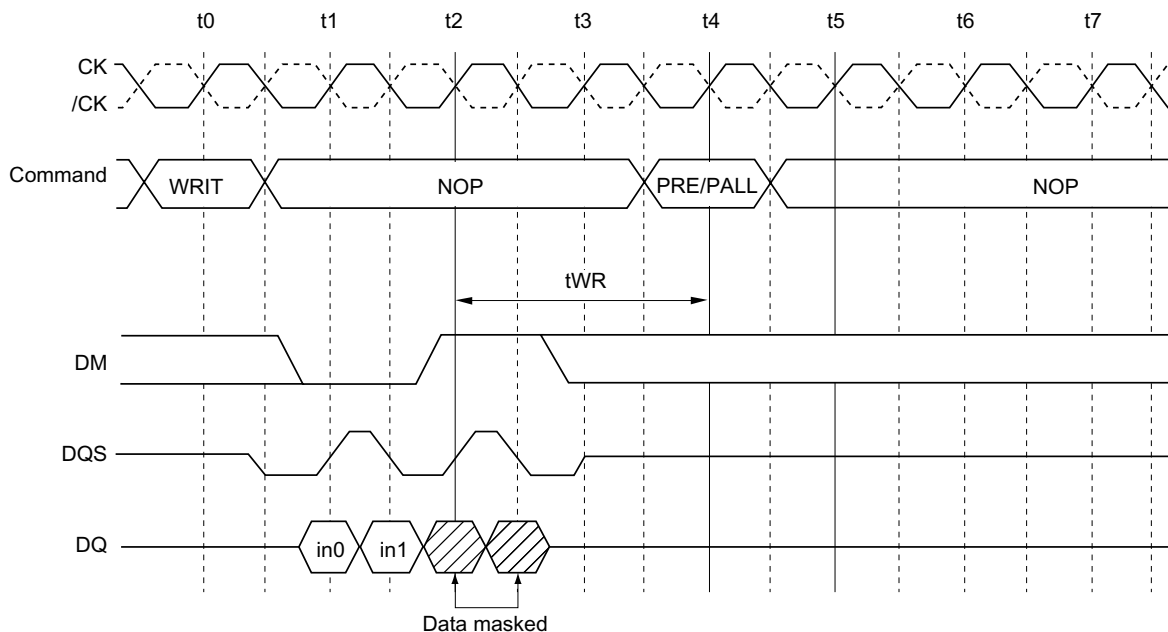 t0 t1 t2 t3 t4 t5 t6 t7
CK
/CK
Command WRIT NOP PRE/PALL NOP
tWR
DM
DQS
DQ in0 in1
Data masked